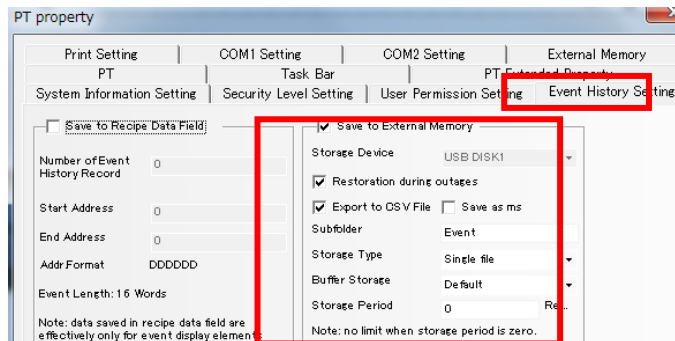 PT property
Print Setting COM1 Setting COM2 Setting External Memory
PT Task Bar PT Extended Property
System Information Setting Security Level Setting User Permission Setting Event History Setting
Save to Recipe Data Field
Number of Event
History Record
0
Start Address
0
End Address
0
Addr.Format DDDDDD
Event Length: 16 Words
Note: data saved in recipe data field are
effectively only for event display elements
Save to External Memory
Storage Device USB DISK1
Restoration during outages
Export to CSV File Save as ms
Subfolder Event
Storage Type Single file
Buffer Storage Default
Storage Period 0 Re...
Note: no limit when storage period is zero.